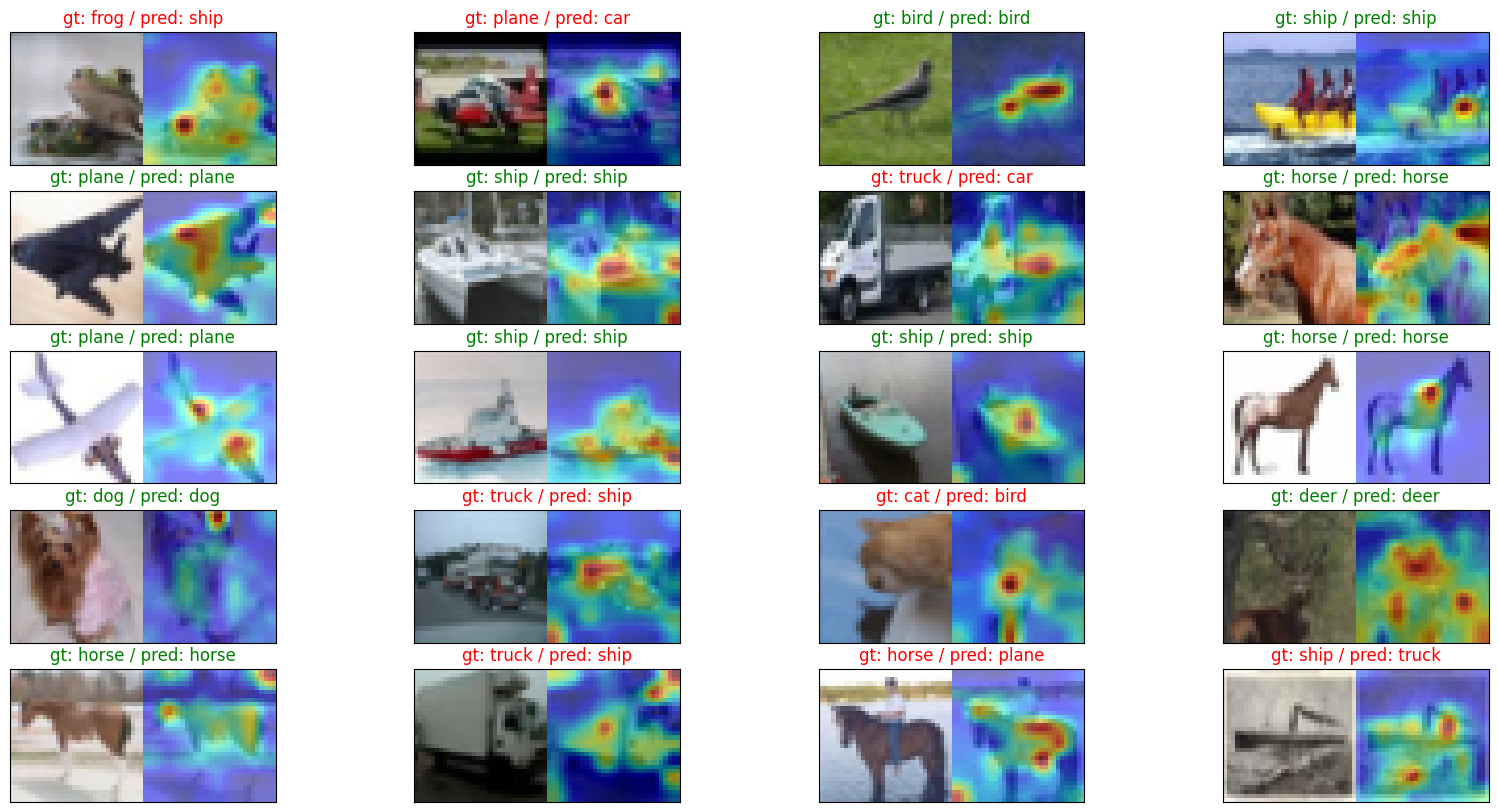 gt: frog / pred: ship
gt: plane / pred: car
gt: bird / pred: bird
gt: ship / pred: ship
gt: plane / pred: plane
gt: ship / pred: ship
gt: truck / pred: car
gt: horse / pred: horse
gt: plane / pred: plane
gt: ship / pred: ship
gt: ship / pred: ship
gt: horse / pred: horse
gt: dog / pred: dog
gt: truck / pred: ship
gt: cat / pred: bird
gt: deer / pred: deer
gt: horse / pred: horse
gt: truck / pred: ship
gt: horse / pred: plane
gt: ship / pred: truck